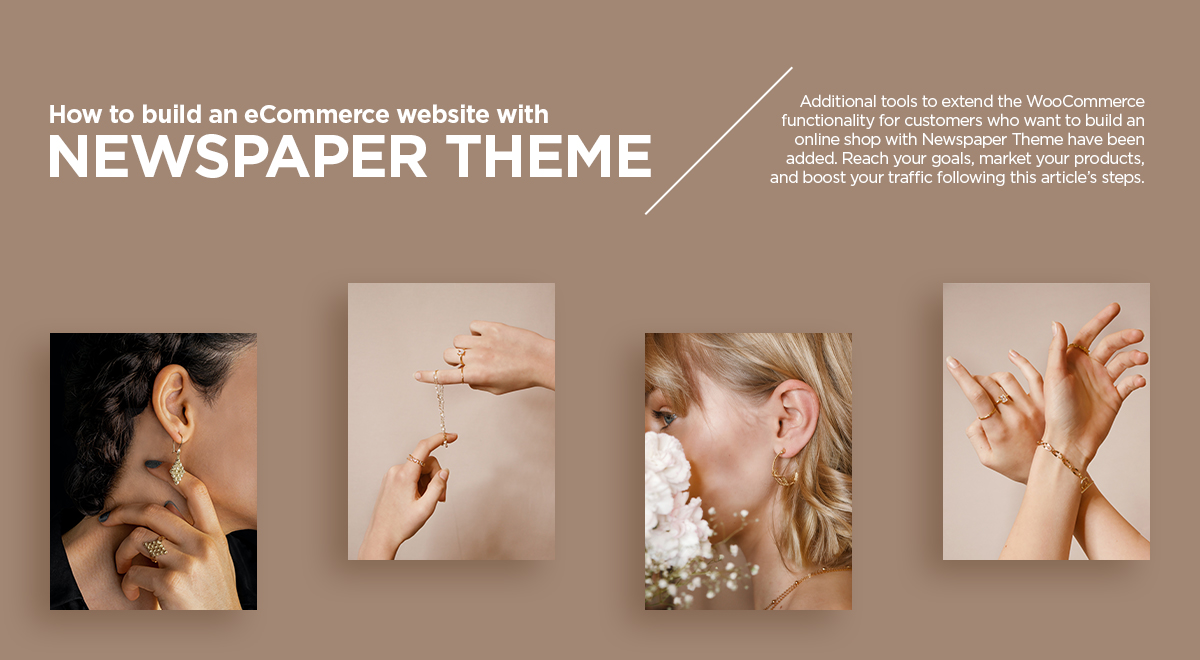 How to build an eCommerce website with
NEWSPAPER THEME
Additional tools to extend the WooCommerce
functionality for customers who want to build an
online shop with Newspaper Theme have been
added. Reach your goals, market your products,
and boost your traffic following this article’s steps.